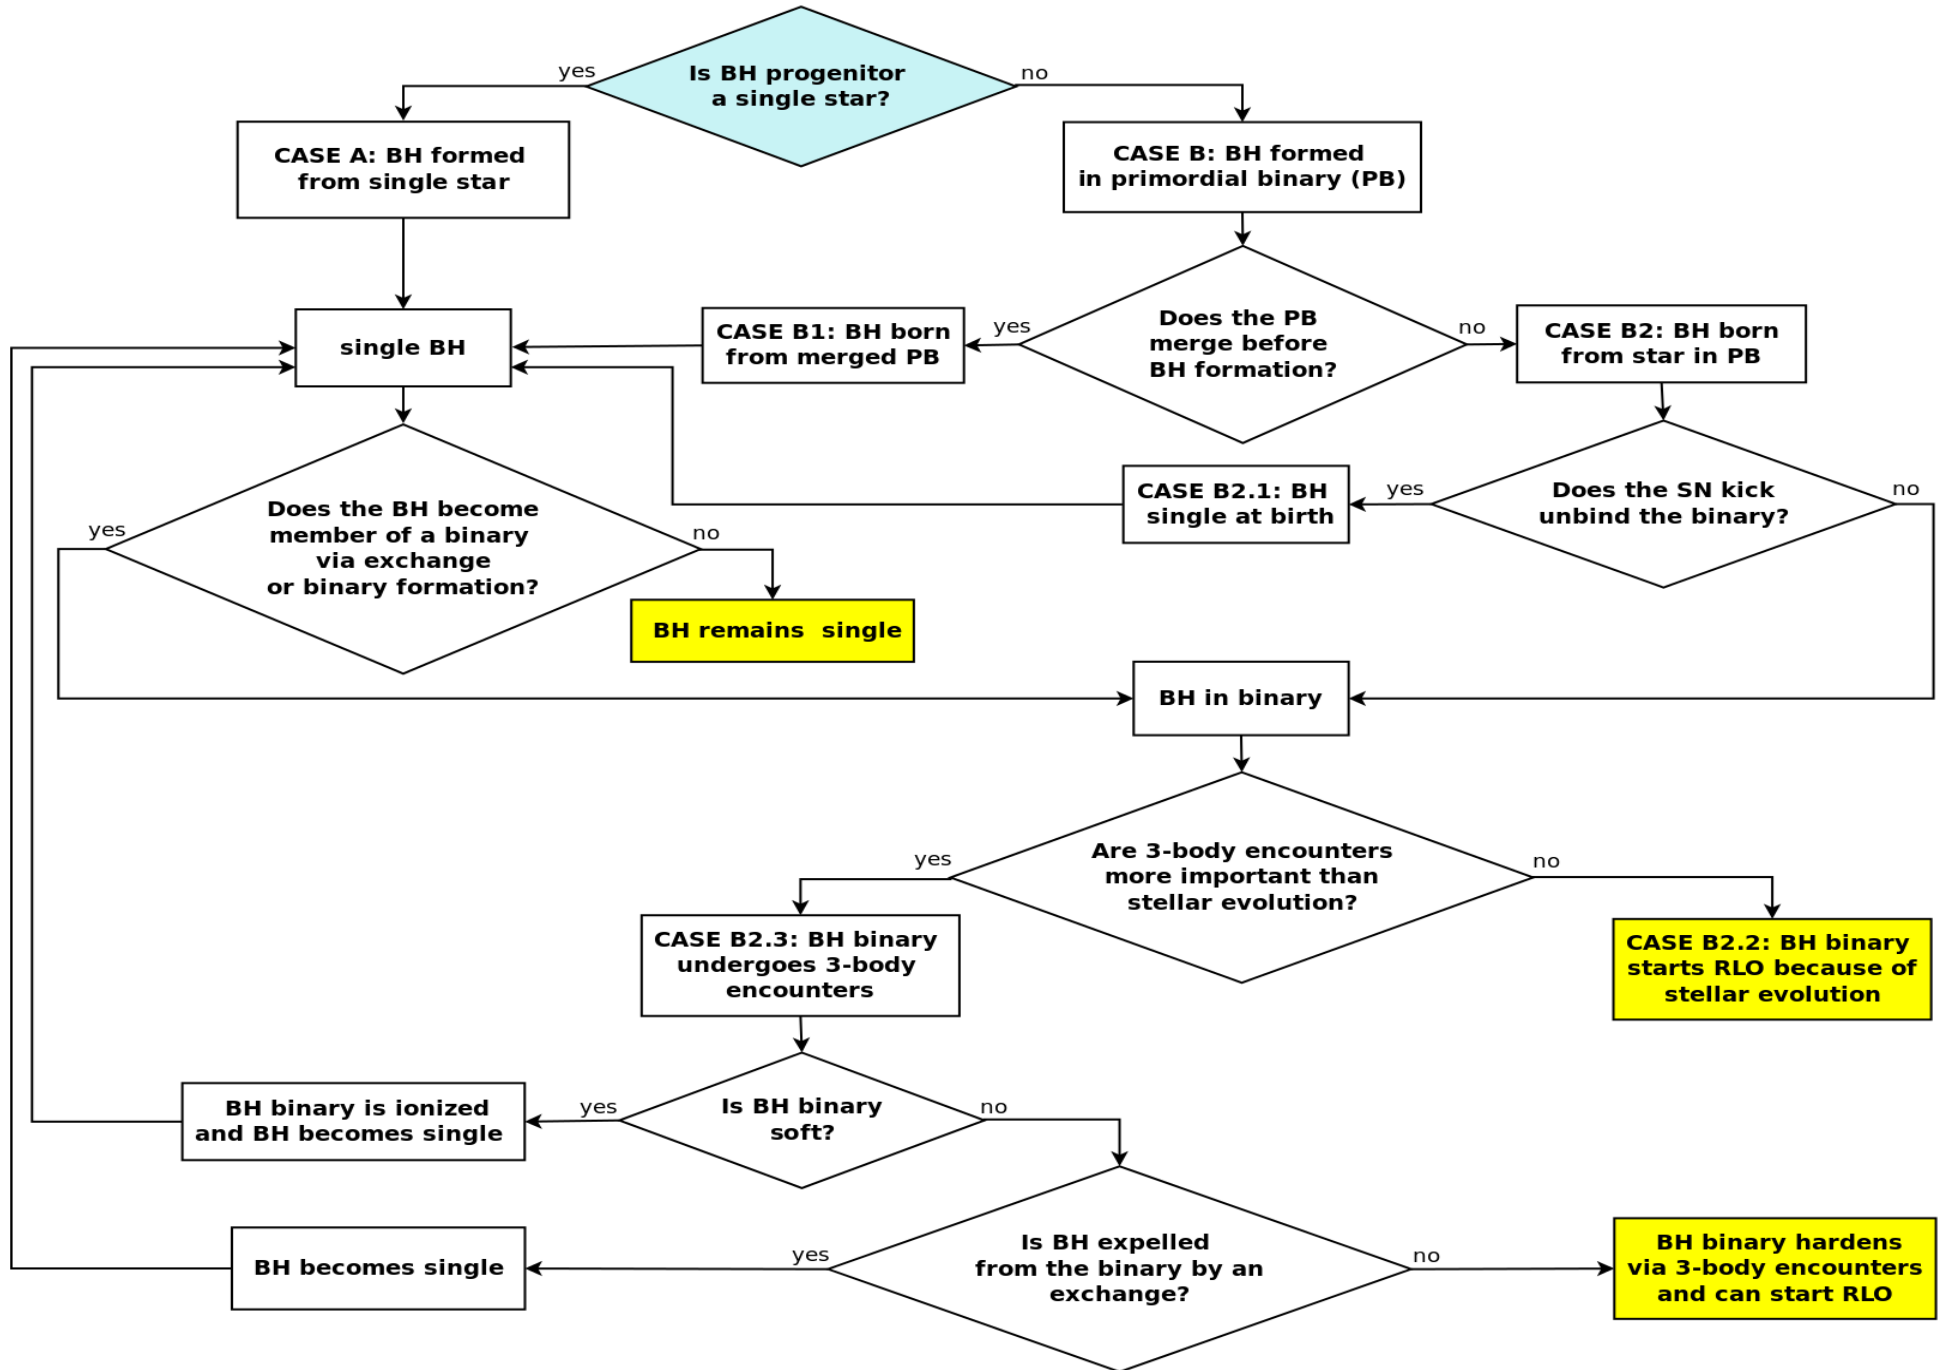 Is BH progenitor
a single star?
yes
no
CASE A: BH formed
from single star
CASE B: BH formed
in primordial binary (PB)
single BH
CASE B1: BH born
from merged PB
yes
Does the PB
merge before
BH formation?
no
CASE B2: BH born
from star in PB
Does the BH become
member of a binary
via exchange
or binary formation?
yes
no
BH remains single
CASE B2.1: BH
single at birth
yes
Does the SN kick
unbind the binary?
no
BH in binary
Are 3-body encounters
more important than
stellar evolution?
yes
no
CASE B2.3: BH binary
undergoes 3-body
encounters
CASE B2.2: BH binary
starts RLO because of
stellar evolution
BH binary is ionized
and BH becomes single
yes
Is BH binary
soft?
no
BH becomes single
yes
Is BH expelled
from the binary by an
exchange?
no
BH binary hardens
via 3-body encounters
and can start RLO